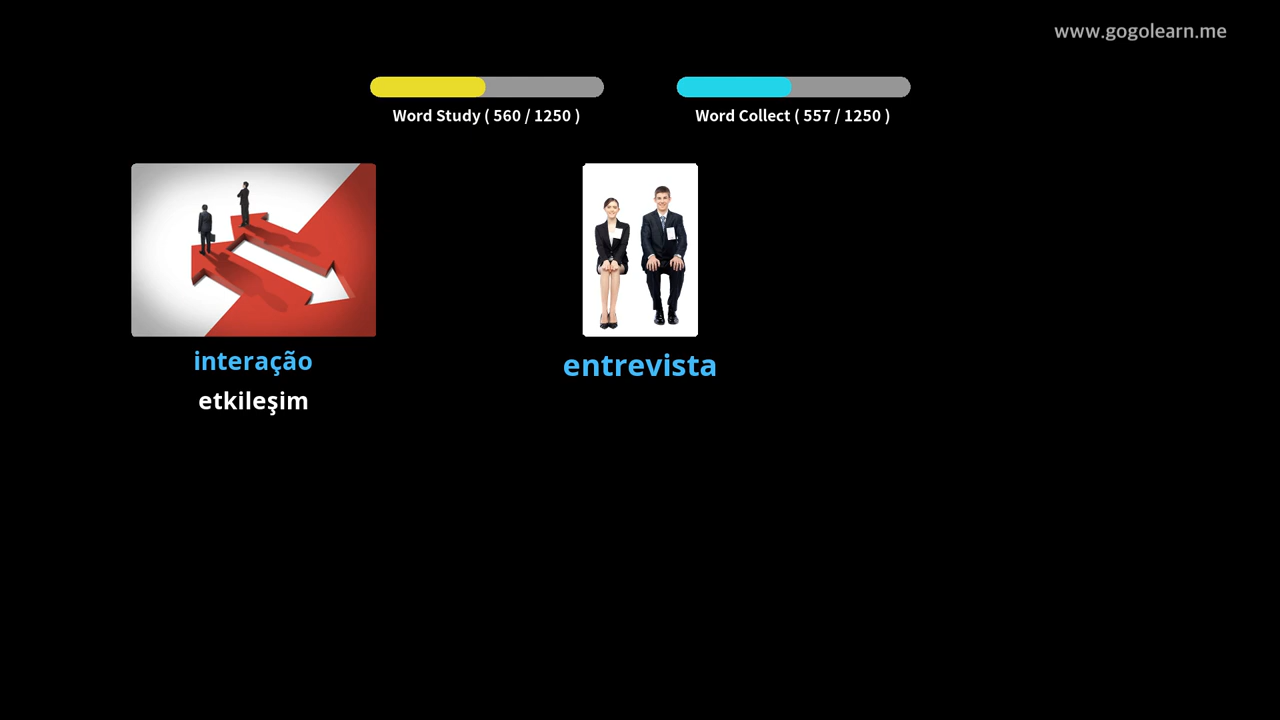 www.gogolearn.me
Word Study ( 560 / 1250 )
Word Collect ( 557 / 1250 )
interação
etkileşim
entrevista